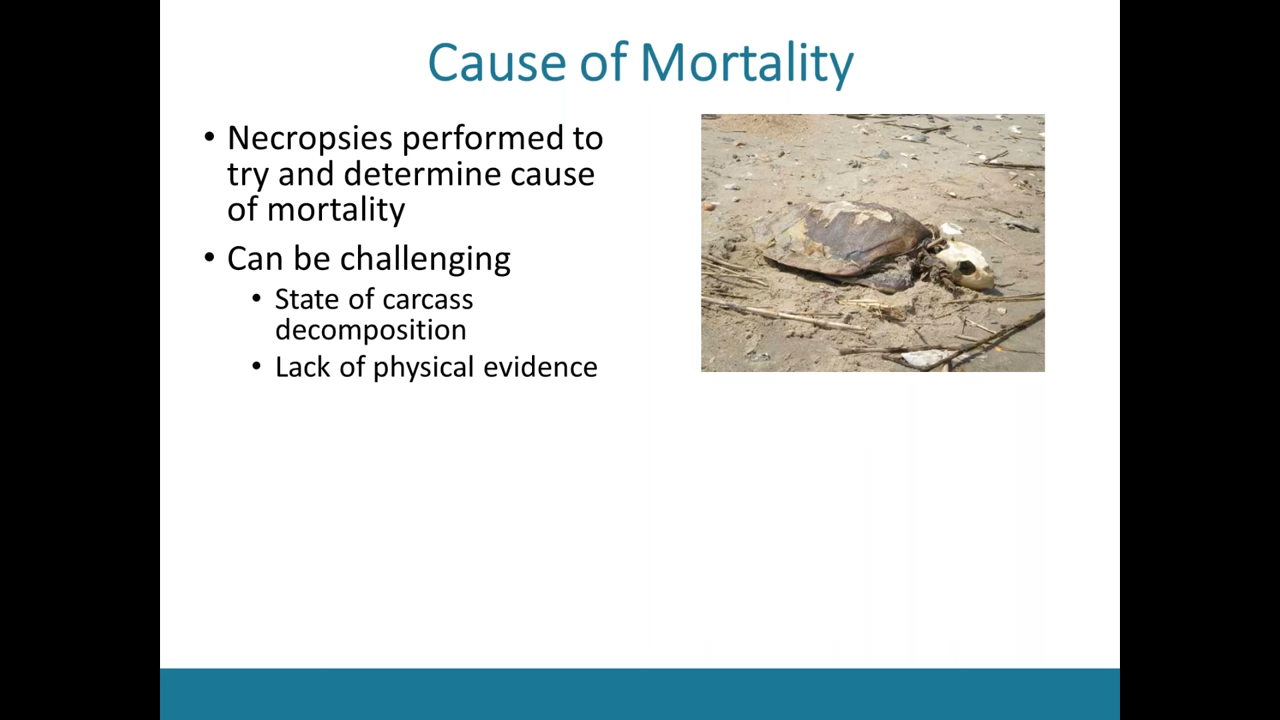 Cause of Mortality
• Necropsies performed to
try and determine cause
of mortality
• Can be challenging
• State of carcass
decomposition
• Lack of physical evidence